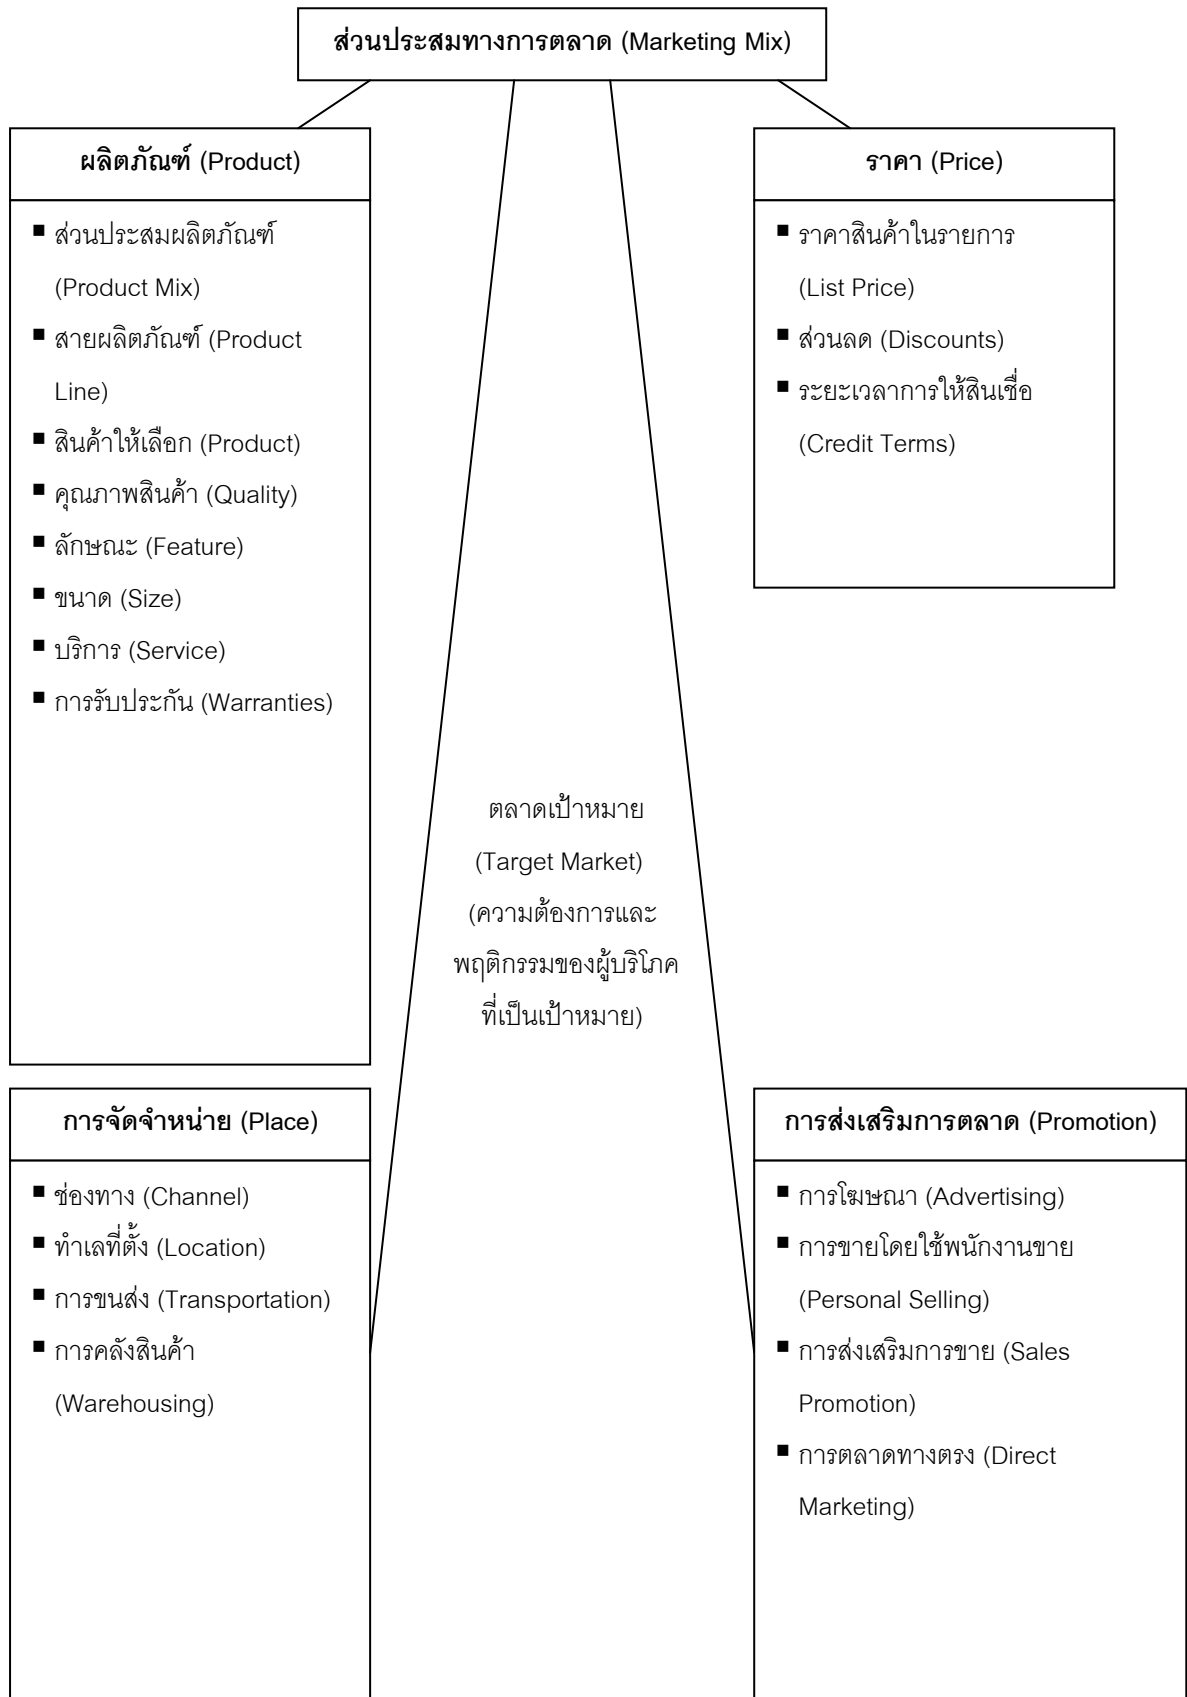 ส่วนประสมทางการตลาด (Marketing Mix)
ผลิตภัณฑ์ (Product)
■ ส่วนประสมผลิตภัณฑ์
(Product Mix)
■ สายผลิตภัณฑ์ (Product
Line)
■ สินค้าให้เลือก (Product)
■ คุณภาพสินค้า (Quality)
■ ลักษณะ (Feature)
■ ขนาด (Size)
■ บริการ (Service)
■ การรับประกัน (Warranties)
ราคา (Price)
■ ราคาสินค้าในรายการ
(List Price)
■ ส่วนลด (Discounts)
■ ระยะเวลาการให้สินเชื่อ
(Credit Terms)
ตลาดเป้าหมาย
(Target Market)
(ความต้องการและ
พฤติกรรมของผู้บริโภค
ที่เป็นเป้าหมาย)
การจัดจำหน่าย (Place)
■ ช่องทาง (Channel)
■ ทำเลที่ตั้ง (Location)
■ การขนส่ง (Transportation)
■ การคลังสินค้า
(Warehousing)
การส่งเสริมการตลาด (Promotion)
■ การโฆษณา (Advertising)
■ การขายโดยใช้พนักงานขาย
(Personal Selling)
■ การส่งเสริมการขาย (Sales
Promotion)
■ การตลาดทางตรง (Direct
Marketing)